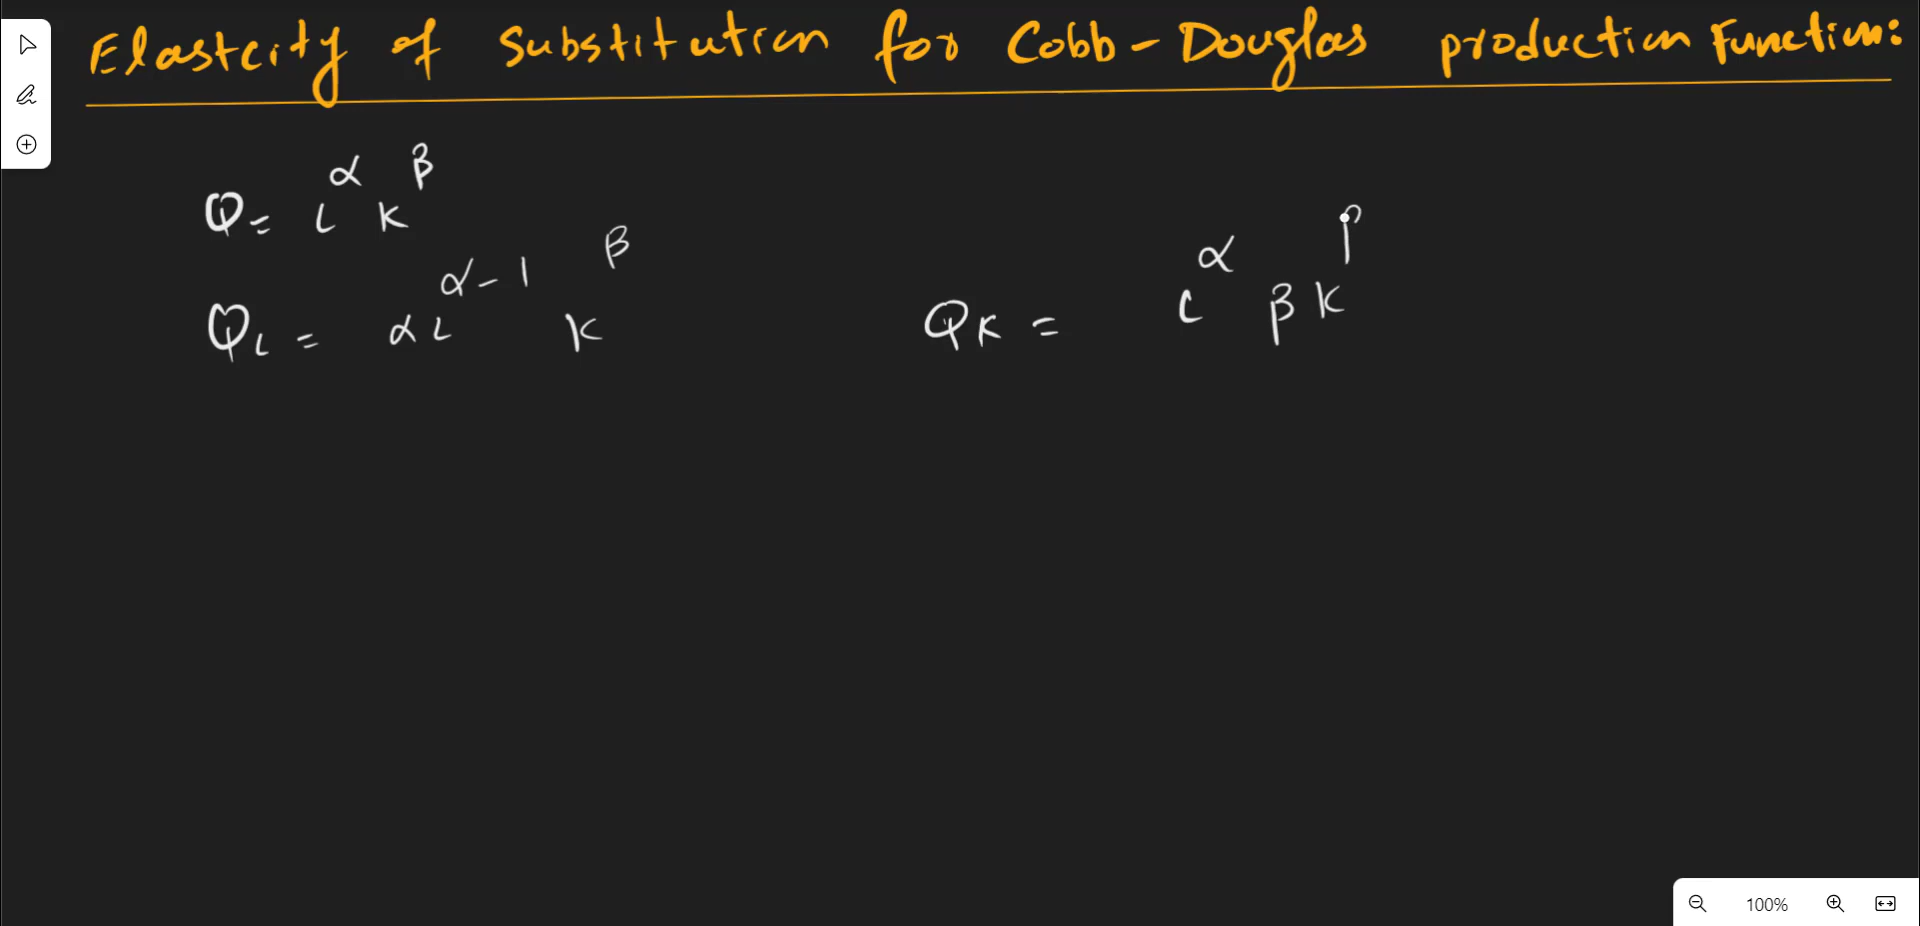 Elastcity of Substitution for Cobb-Douglas production Function:
Q = L^α K^β
Q_L = α L^(α-1) K^β
Q_K = L^α β K
100%